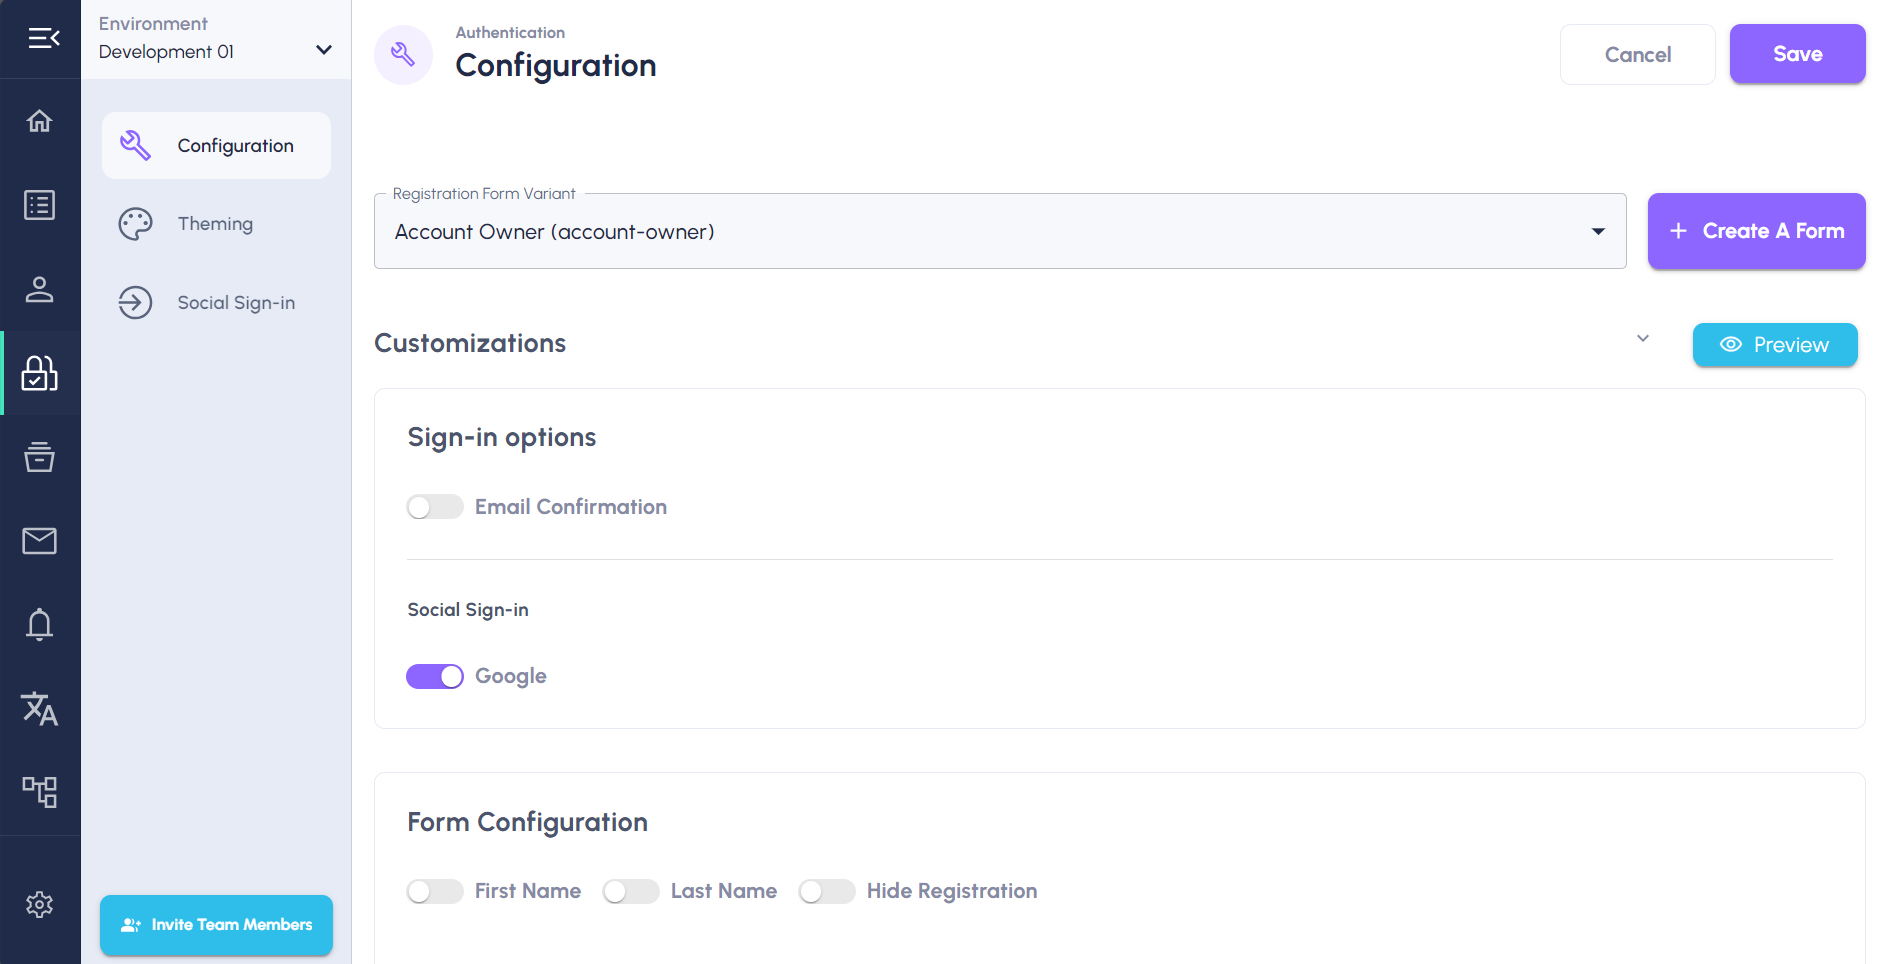 Environment
Development 01
Configuration
Theming
Social Sign-in
Invite Team Members
Authentication
Configuration
Cancel
Save
Registration Form Variant
Account Owner (account-owner)
+ Create A Form
Customizations
Preview
Sign-in options
Email Confirmation
Social Sign-in
Google
Form Configuration
First Name
Last Name
Hide Registration